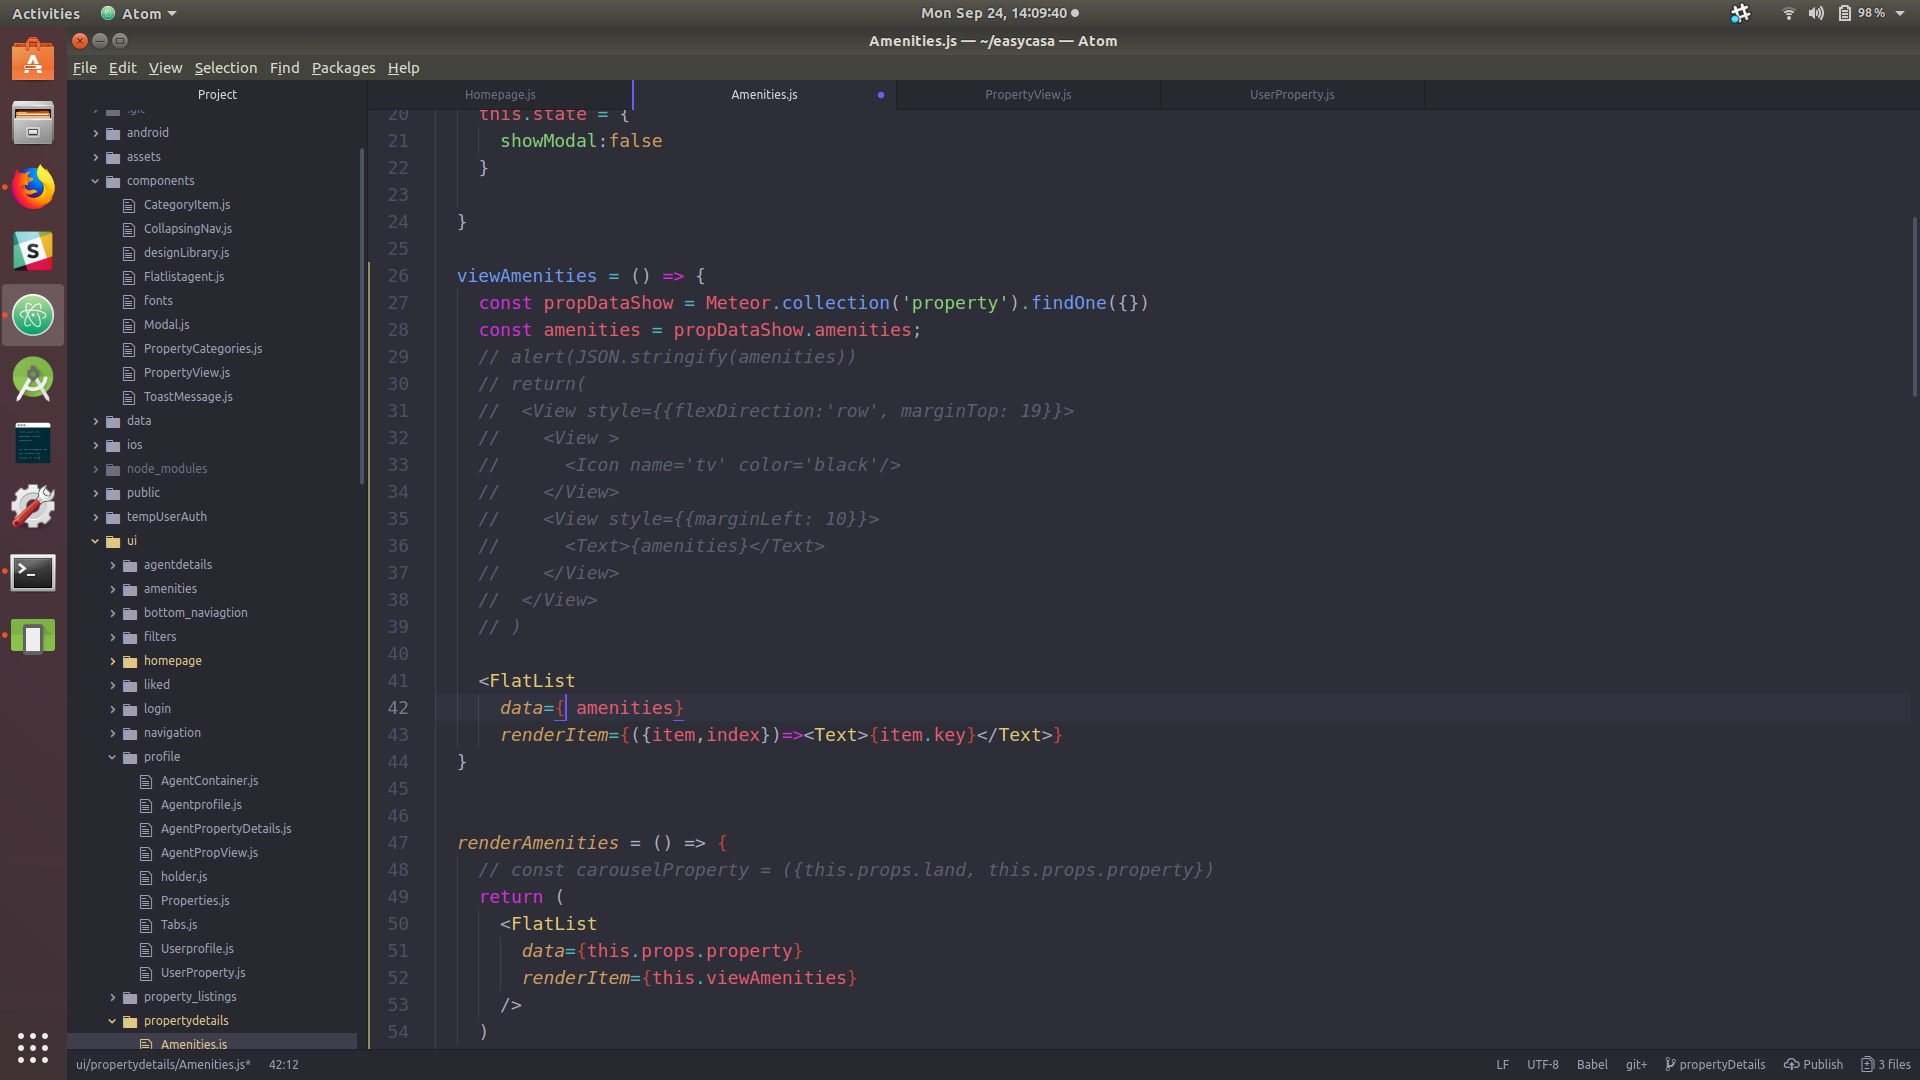 Activities
Atom
Mon Sep 24, 14:09:40
98%
Amenities.js — ~/easycasa — Atom
File Edit View Selection Find Packages Help
Project
Homepage.js
Amenities.js
PropertyView.js
UserProperty.js
.git
android
assets
components
CategoryItem.js
CollapsingNav.js
designLibrary.js
Flatlistagent.js
fonts
Modal.js
PropertyCategories.js
PropertyView.js
ToastMessage.js
data
ios
node_modules
public
tempUserAuth
ui
agentdetails
amenities
bottom_naviagtion
filters
homepage
liked
login
navigation
profile
AgentContainer.js
Agentprofile.js
AgentPropertyDetails.js
AgentPropView.js
holder.js
Properties.js
Tabs.js
Userprofile.js
UserProperty.js
property_listings
propertydetails
Amenities.js
20 this.state = {
21 showModal:false
22 }
23
24 }
25
26 viewAmenities = () => {
27 const propDataShow = Meteor.collection('property').findOne({})
28 const amenities = propDataShow.amenities;
29 // alert(JSON.stringify(amenities))
30 // return(
31 // <View style={{flexDirection:'row', marginTop: 19}}>
32 // <View >
33 // <Icon name='tv' color='black'/>
34 // </View>
35 // <View style={{marginLeft: 10}}>
36 // <Text>{amenities}</Text>
37 // </View>
38 // </View>
39 // )
40
41 <FlatList
42 data={ amenities}
43 renderItem={({item,index})=><Text>{item.key}</Text>}
44 }
45
46
47 renderAmenities = () => {
48 // const carouselProperty = ({this.props.land, this.props.property})
49 return (
50 <FlatList
51 data={this.props.property}
52 renderItem={this.viewAmenities}
53 />
54 )
ui/propertydetails/Amenities.js* 42:12
LF UTF-8 Babel git+ propertyDetails Publish 3 files